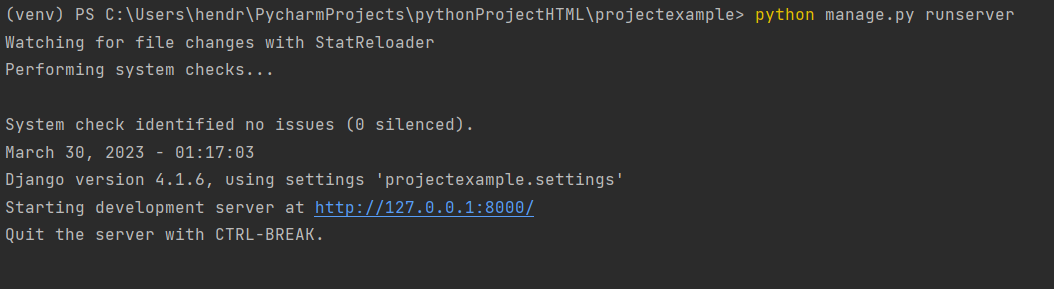 (venv) PS C:\Users\hendr\PycharmProjects\pythonProjectHTML\projectexample> python manage.py runserver
Watching for file changes with StatReloader
Performing system checks...
System check identified no issues (0 silenced).
March 30, 2023 - 01:17:03
Django version 4.1.6, using settings 'projectexample.settings'
Starting development server at http://127.0.0.1:8000/
Quit the server with CTRL-BREAK.